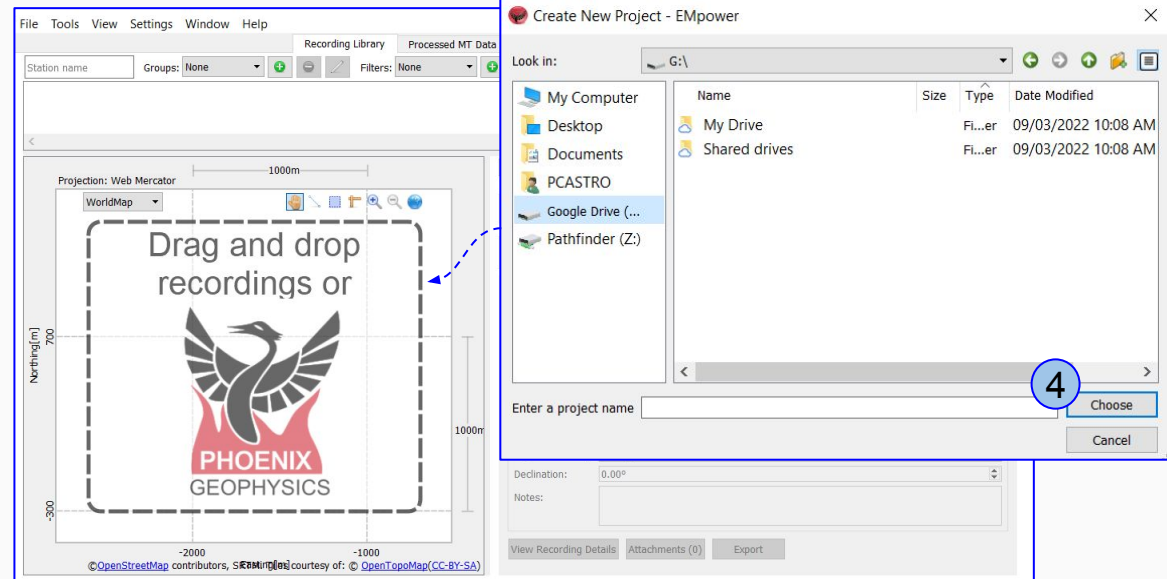 File Tools View Settings Window Help
Recording Library Processed MT Data
Station name Groups: None Filters: None
1000m
Projection: Web Mercator
WorldMap
Drag and drop
recordings or
PHOENIX
GEOPHYSICS
Northing[m]
700
-300
1000m
-2000 -1000
©OpenStreetMap contributors, courtesy of: © OpenTopoMap(CC-BY-SA)
Create New Project - EMpower
Look in: G:\
My Computer
Desktop
Documents
PCASTRO
Google Drive (...
Pathfinder (Z:)
Name Size Type Date Modified
My Drive Fi...er 09/03/2022 10:08 AM
Shared drives Fi...er 09/03/2022 10:08 AM
4
Enter a project name Choose
Cancel
Declination: 0.00º
Notes:
View Recording Details Attachments (0) Export